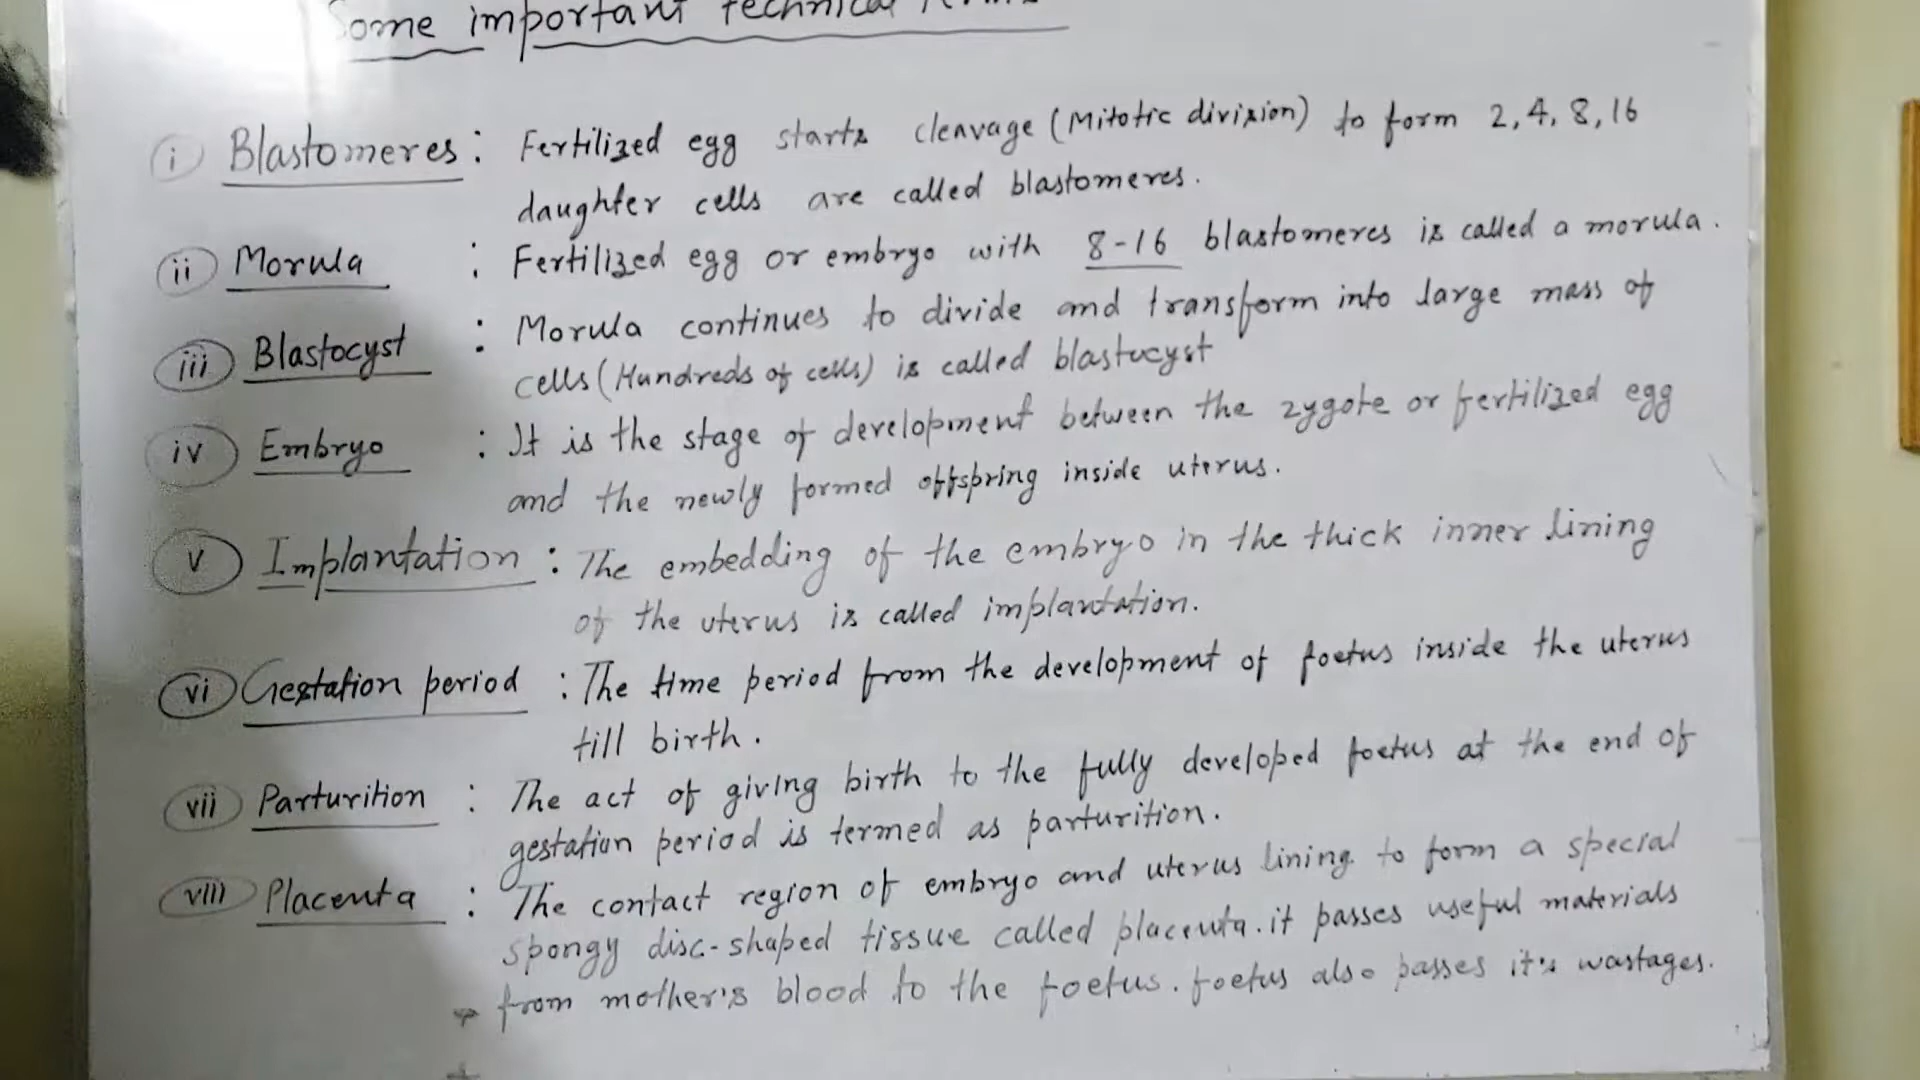 Some important technical terms
i Blastomeres : Fertilized egg starts cleavage (Mitotic division) to form 2, 4, 8, 16
daughter cells are called blastomeres.
ii Morula : Fertilized egg or embryo with 8-16 blastomeres is called a morula.
iii Blastocyst : Morula continues to divide and transform into large mass of
cells (Hundreds of cells) is called blastocyst
iv Embryo : It is the stage of development between the zygote or fertilized egg
and the newly formed offspring inside uterus.
v Implantation : The embedding of the embryo in the thick inner lining
of the uterus is called implantation.
vi Gestation period : The time period from the development of foetus inside the uterus
till birth.
vii Parturition : The act of giving birth to the fully developed foetus at the end of
gestation period is termed as parturition.
viii Placenta : The contact region of embryo and uterus lining to form a special
spongy disc-shaped tissue called placenta. it passes useful materials
from mother's blood to the foetus. foetus also passes it's wastages.